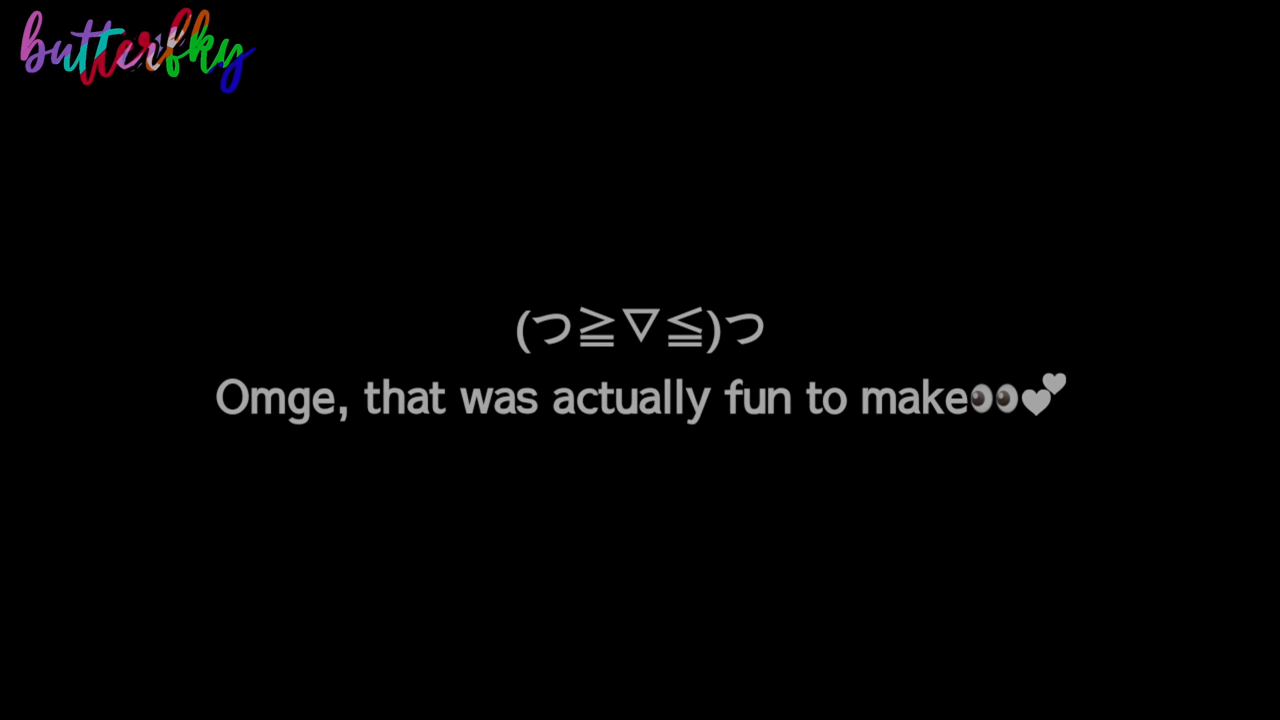 butterfky
(つ≧▽≦)つ
Omge, that was actually fun to make👀💕